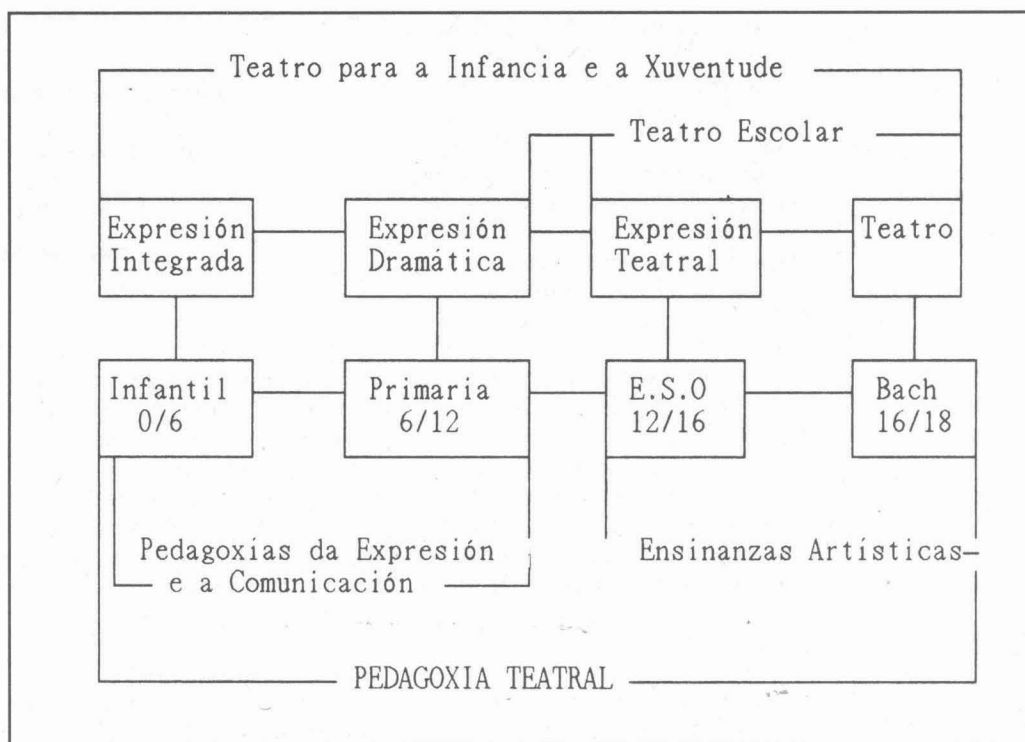 Teatro para a Infancia e a Xuventude
Teatro Escolar
Expresión
Integrada
Expresión
Dramática
Expresión
Teatral
Teatro
Infantil
0/6
Primaria
6/12
E.S.O
12/16
Bach
16/18
Pedagoxías da Expresión
e a Comunicación
Ensinanzas Artísticas
PEDAGOXIA TEATRAL